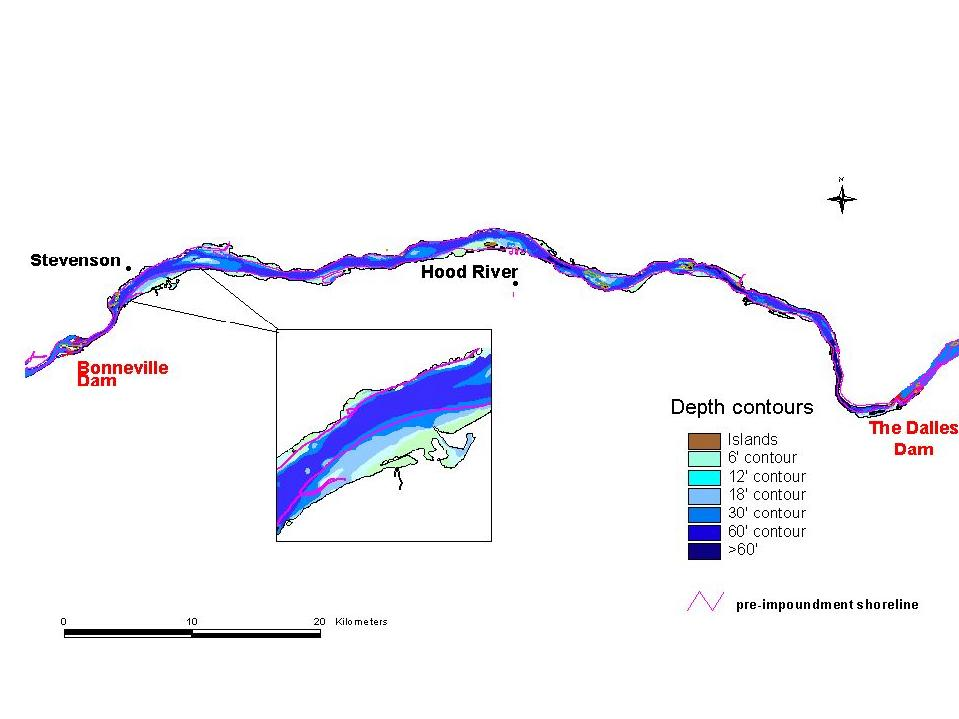 N
Stevenson
Hood River
Bonneville
Dam
Depth contours
Islands
6' contour
12' contour
18' contour
30' contour
60' contour
>60'
The Dalles
Dam
pre-impoundment shoreline
0 10 20 Kilometers